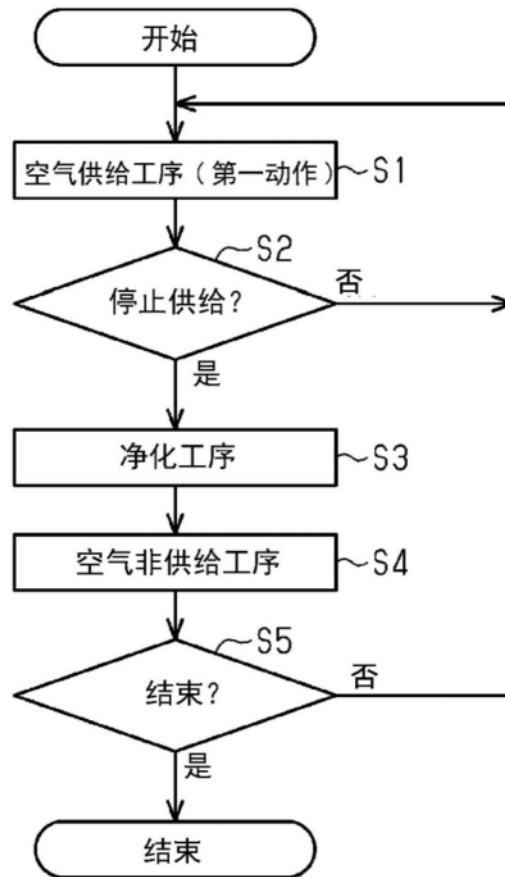 开始
空气供给工序（第一动作） S1
S2
停止供给? 否
是
净化工序 S3
空气非供给工序 S4
S5
结束? 否
是
结束